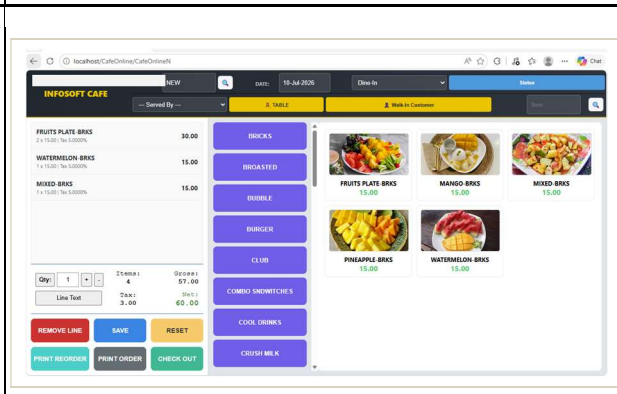 localhost/CafeOnline/CafeOnlineN
Chat
INFOSOFT CAFE
NEW
DATE: 10-Jul-2026
Dine-In
Status
--- Served By ---
TABLE
Walk-In Customer
FRUITS PLATE-BRKS 30.00
2 x 15.00 | Tax 5.0000%
WATERMELON-BRKS 15.00
1 x 15.00 | Tax 5.0000%
MIXED-BRKS 15.00
1 x 15.00 | Tax 5.0000%
Qty: 1 + -
Line Text
Items: 4
Gross: 57.00
Tax: 3.00
Net: 60.00
REMOVE LINE
SAVE
RESET
PRINT REORDER
PRINT ORDER
CHECK OUT
BRICKS
BROASTED
BUBBLE
BURGER
CLUB
COMBO SNDWITCHES
COOL DRINKS
CRUSH MILK
FRUITS PLATE-BRKS
15.00
MANGO-BRKS
15.00
MIXED-BRKS
15.00
PINEAPPLE-BRKS
15.00
WATERMELON-BRKS
15.00